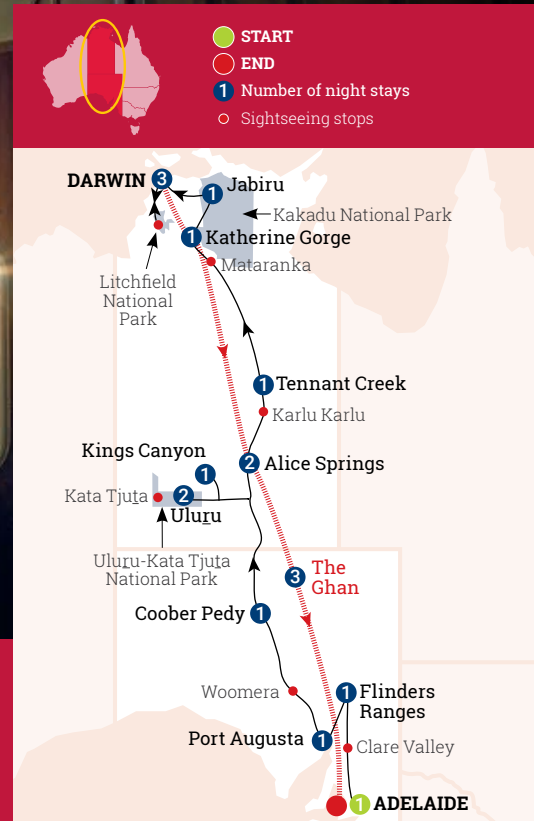 START
END
1 Number of night stays
Sightseeing stops
DARWIN 3
1 Jabiru
Kakadu National Park
1 Katherine Gorge
Mataranka
Litchfield
National
Park
1 Tennant Creek
Karlu Karlu
Kings Canyon
1
2 Alice Springs
Kata Tjuṯa
2
Uluṟu
Uluṟu-Kata Tjuṯa
National Park
3 The
Ghan
Coober Pedy 1
Woomera
1 Flinders
Ranges
Port Augusta 1
Clare Valley
1 ADELAIDE